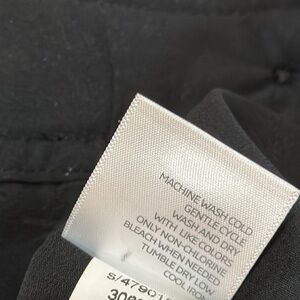 MACHINE WASH COLD
GENTLE CYCLE
WASH AND DRY
WITH LIKE COLORS
ONLY NON-CHLORINE
BLEACH WHEN NEEDED
TUMBLE DRY LOW
COOL IRON